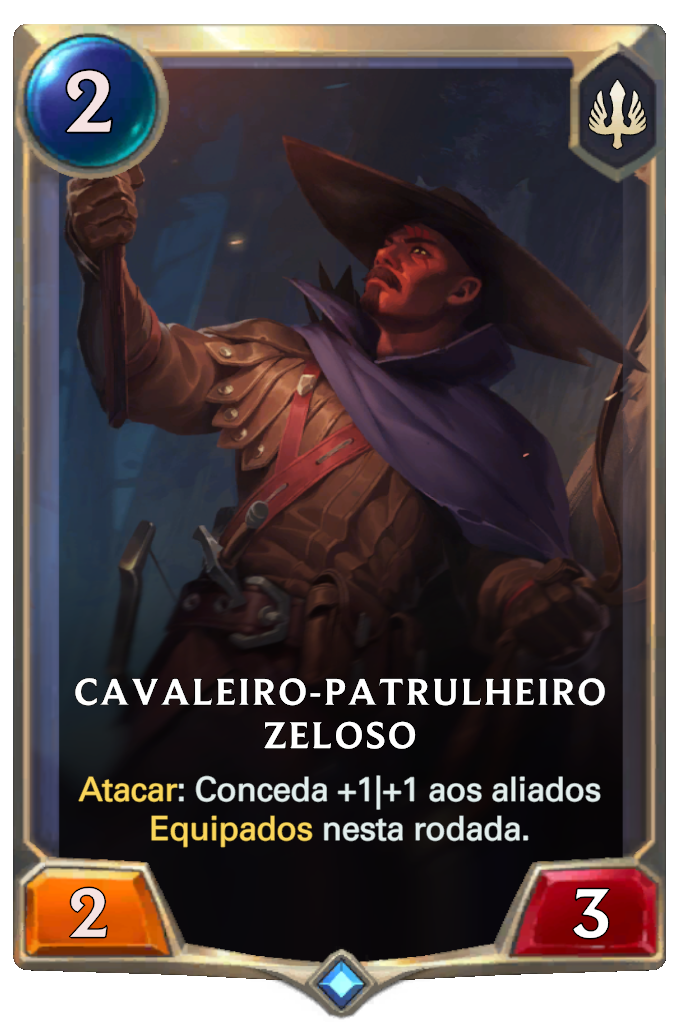 2
CAVALEIRO-PATRULHEIRO
ZELOSO
Atacar: Conceda +1|+1 aos aliados
Equipados nesta rodada.
2
3